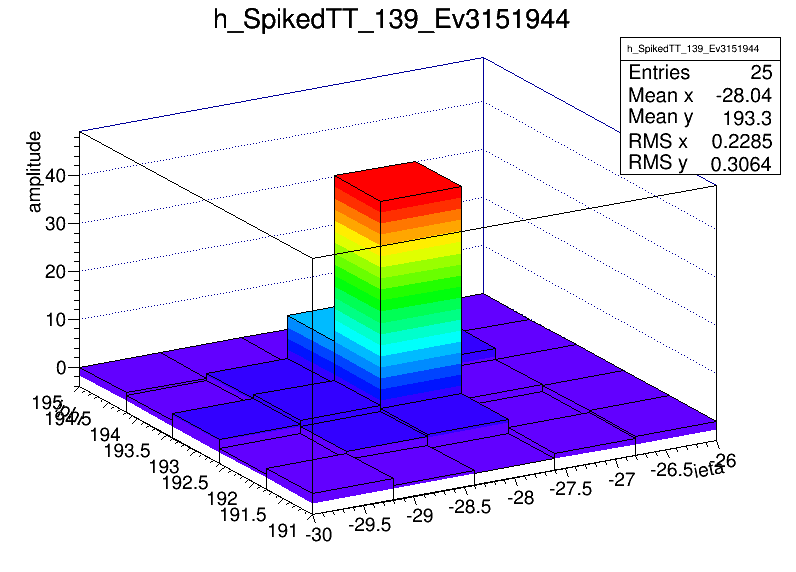 h_SpikedTT_139_Ev3151944
h_SpikedTT_139_Ev3151944
Entries 25
Mean x -28.04
Mean y 193.3
RMS x 0.2285
RMS y 0.3064
amplitude
40
30
20
10
0
195
194.5
194
193.5
193
192.5
192
191.5
191
-30
-29.5
-29
-28.5
-28
-27.5
-27
-26.5
-26
ieta